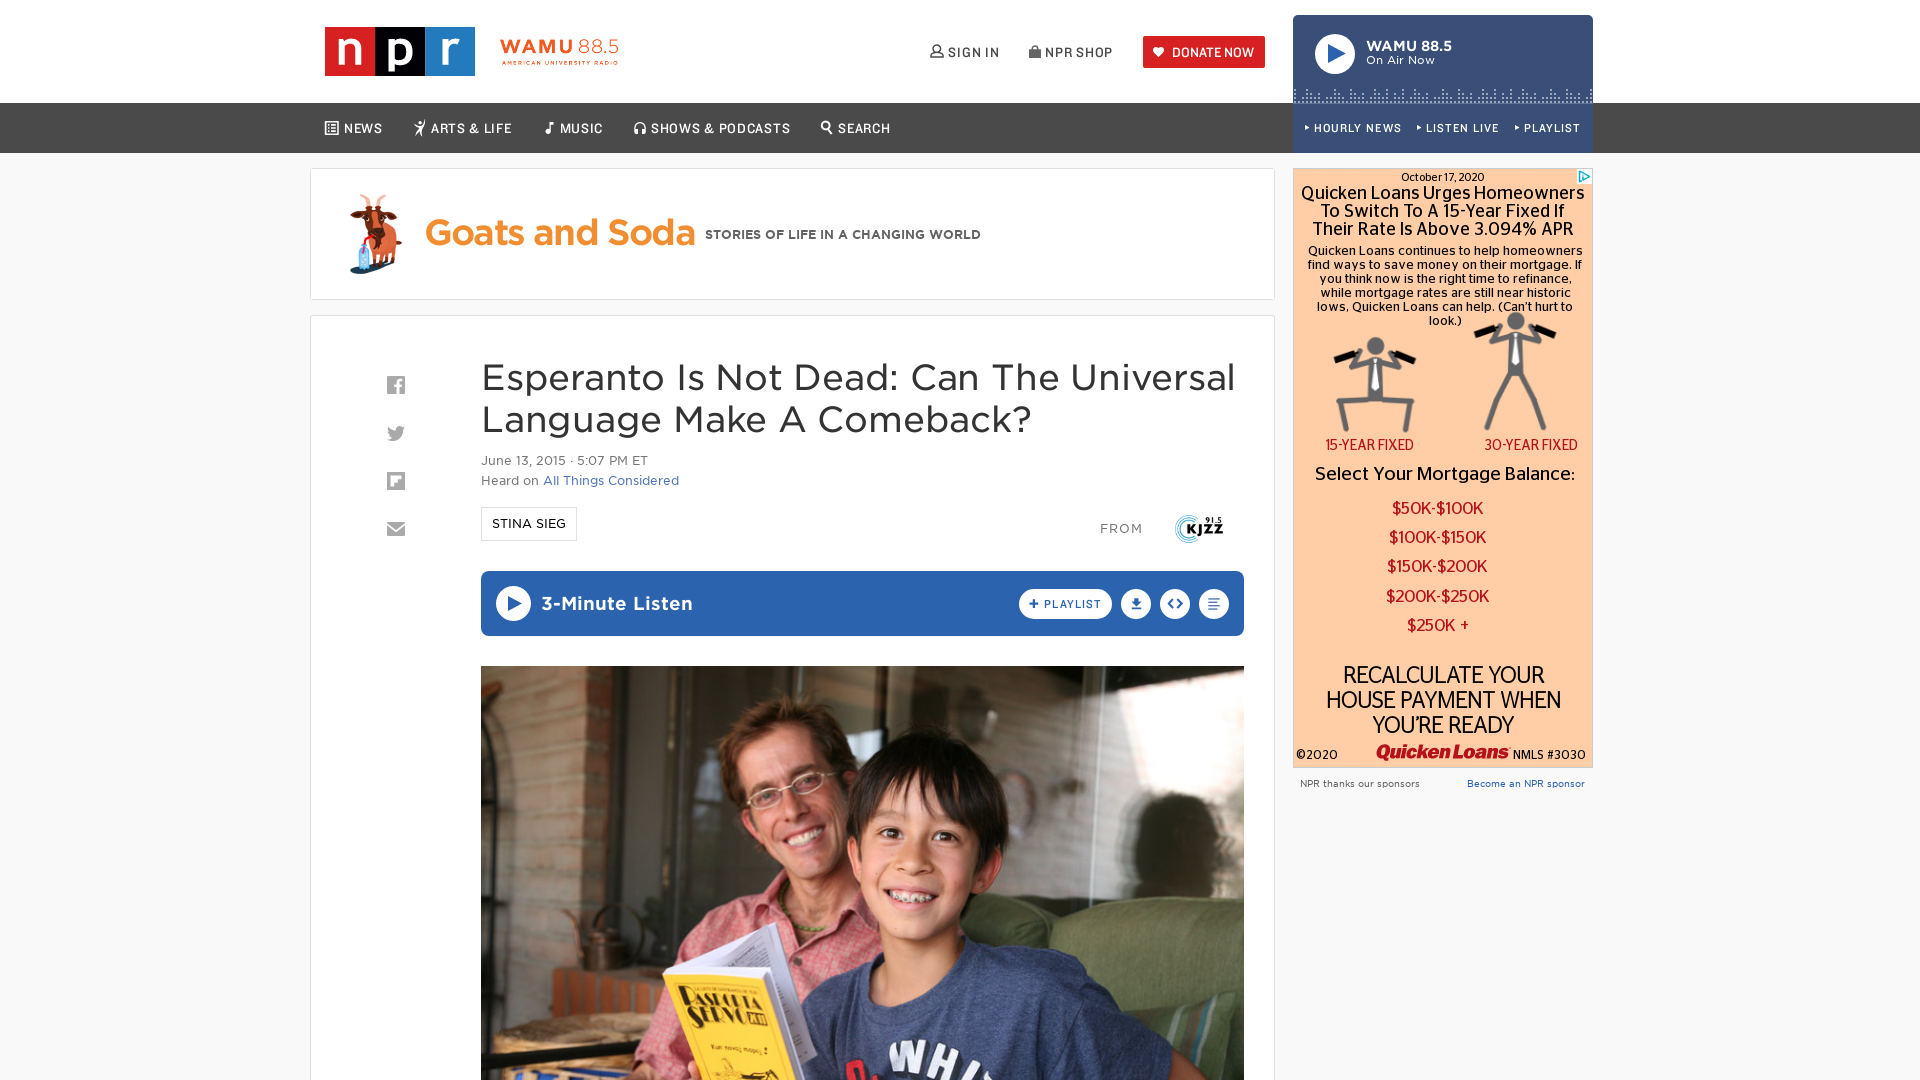 npr
WAMU 88.5
AMERICAN UNIVERSITY RADIO
SIGN IN
NPR SHOP
DONATE NOW
WAMU 88.5
On Air Now
NEWS
ARTS & LIFE
MUSIC
SHOWS & PODCASTS
SEARCH
HOURLY NEWS
LISTEN LIVE
PLAYLIST
Goats and Soda
STORIES OF LIFE IN A CHANGING WORLD
Esperanto Is Not Dead: Can The Universal
Language Make A Comeback?
June 13, 2015 · 5:07 PM ET
Heard on All Things Considered
STINA SIEG
FROM
91.5
KJZZ
3-Minute Listen
+ PLAYLIST
PASPORTA
SERVO
WHI
October 17, 2020
Quicken Loans Urges Homeowners
To Switch To A 15-Year Fixed If
Their Rate Is Above 3.094% APR
Quicken Loans continues to help homeowners
find ways to save money on their mortgage. If
you think now is the right time to refinance,
while mortgage rates are still near historic
lows, Quicken Loans can help. (Can't hurt to
look.)
15-YEAR FIXED
30-YEAR FIXED
Select Your Mortgage Balance:
$50K-$100K
$100K-$150K
$150K-$200K
$200K-$250K
$250K +
RECALCULATE YOUR
HOUSE PAYMENT WHEN
YOU'RE READY
©2020
Quicken Loans
NMLS #3030
NPR thanks our sponsors
Become an NPR sponsor